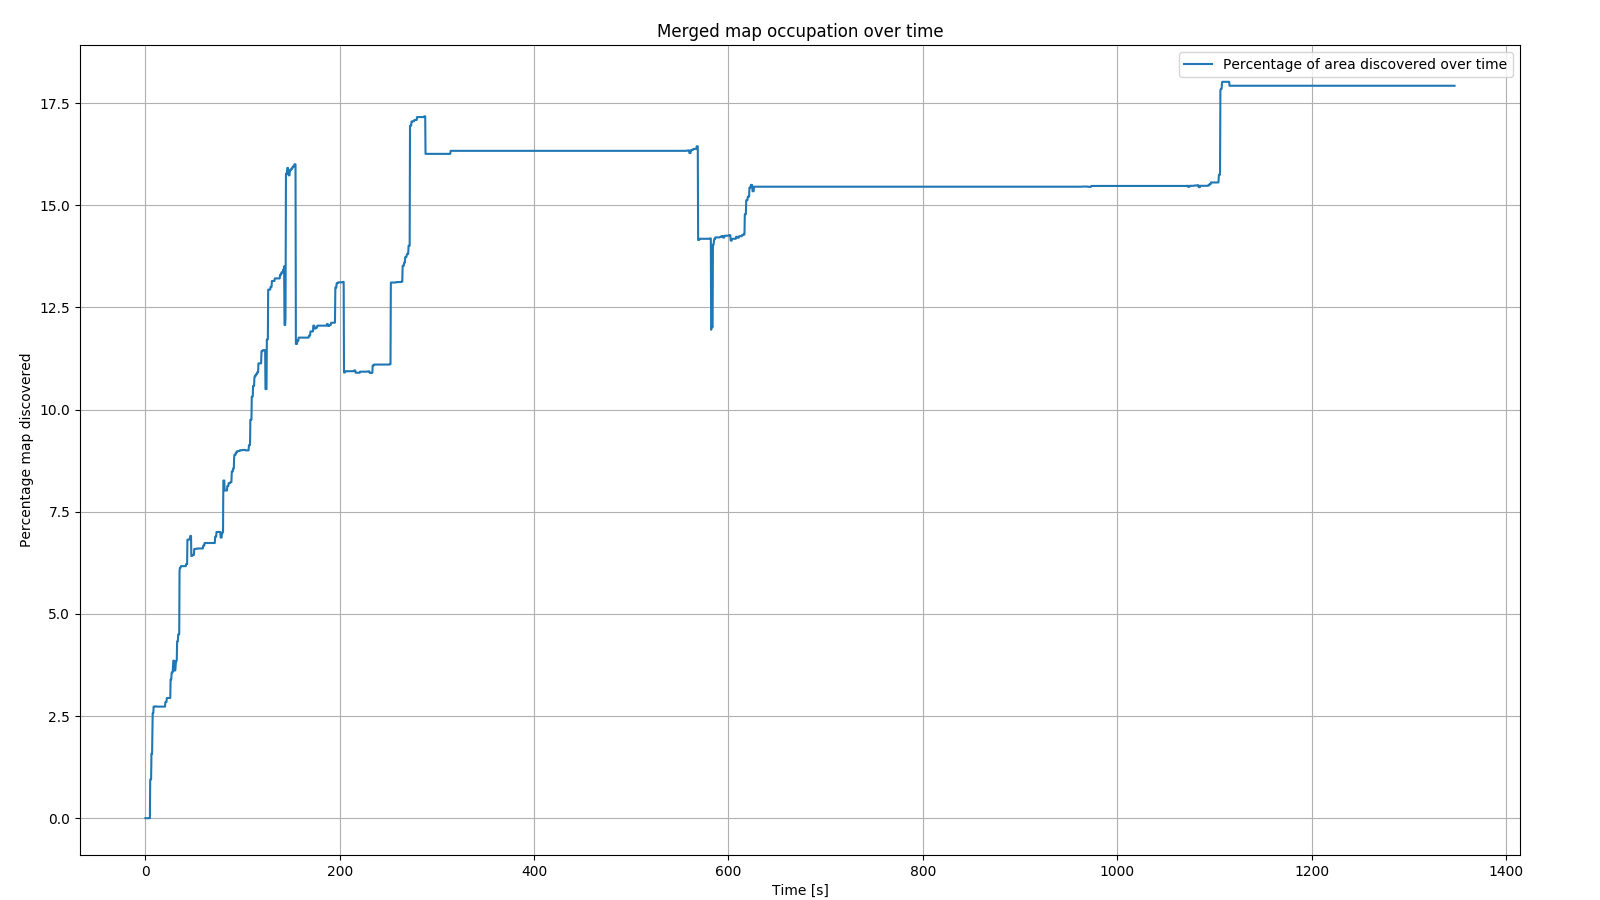 Merged map occupation over time
Percentage of area discovered over time
Percentage map discovered
17.5
15.0
12.5
10.0
7.5
5.0
2.5
0.0
0 200 400 600 800 1000 1200 1400
Time [s]